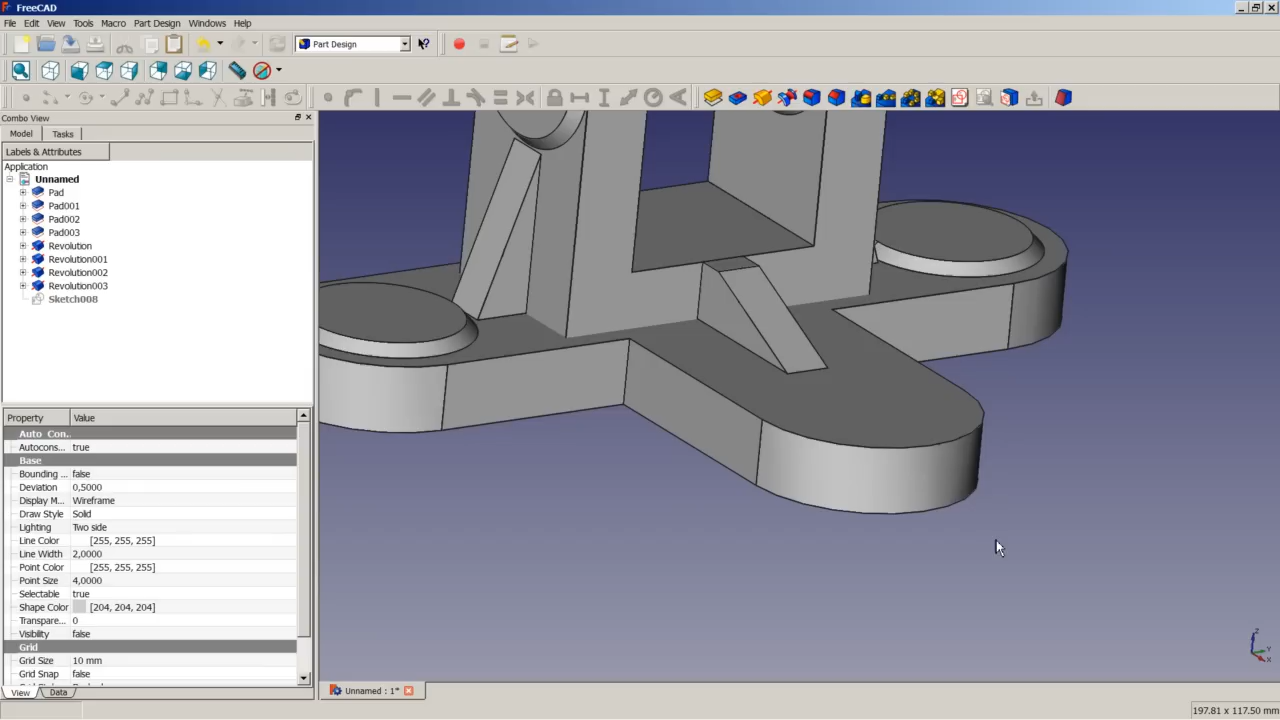 FreeCAD
File Edit View Tools Macro Part Design Windows Help
Part Design
Combo View
Model Tasks
Labels & Attributes
Application
Unnamed
Pad
Pad001
Pad002
Pad003
Revolution
Revolution001
Revolution002
Revolution003
Sketch008
Property Value
Auto Con...
Autocons... true
Base
Bounding ... false
Deviation 0,5000
Display M... Wireframe
Draw Style Solid
Lighting Two side
Line Color [255, 255, 255]
Line Width 2,0000
Point Color [255, 255, 255]
Point Size 4,0000
Selectable true
Shape Color [204, 204, 204]
Transpare... 0
Visibility false
Grid
Grid Size 10 mm
Grid Snap false
View Data
Unnamed : 1*
Z
Y
X
197.81 x 117.50 mm